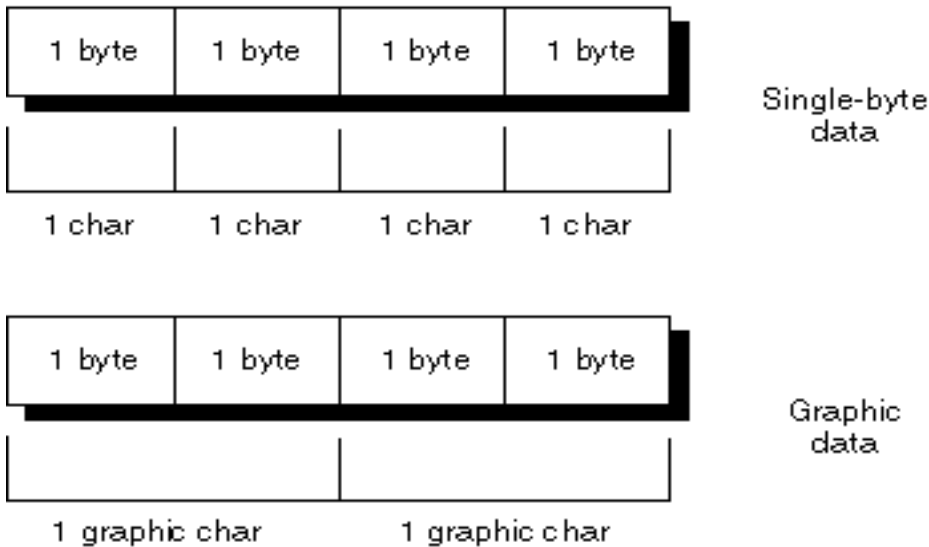 1 byte 1 byte 1 byte 1 byte
Single-byte
data
1 char 1 char 1 char 1 char
1 byte 1 byte 1 byte 1 byte
Graphic
data
1 graphic char 1 graphic char